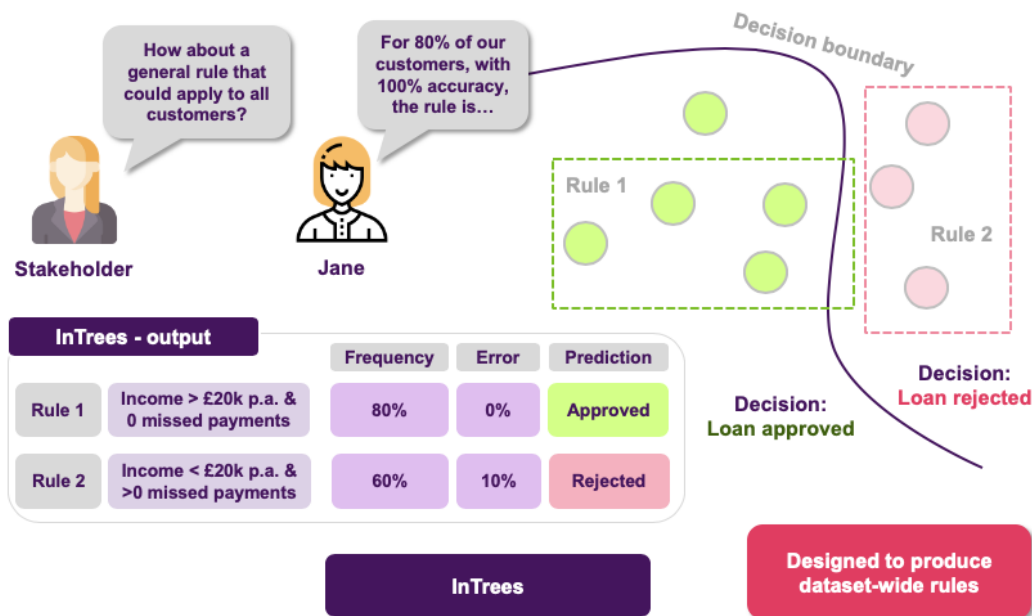 How about a
general rule that
could apply to all
customers?
For 80% of our
customers, with
100% accuracy,
the rule is...
Decision boundary
Rule 1
Rule 2
Stakeholder
Jane
InTrees - output
Frequency
Error
Prediction
Rule 1
Income > £20k p.a. &
0 missed payments
80%
0%
Approved
Rule 2
Income < £20k p.a. &
>0 missed payments
60%
10%
Rejected
Decision:
Loan approved
Decision:
Loan rejected
InTrees
Designed to produce
dataset-wide rules